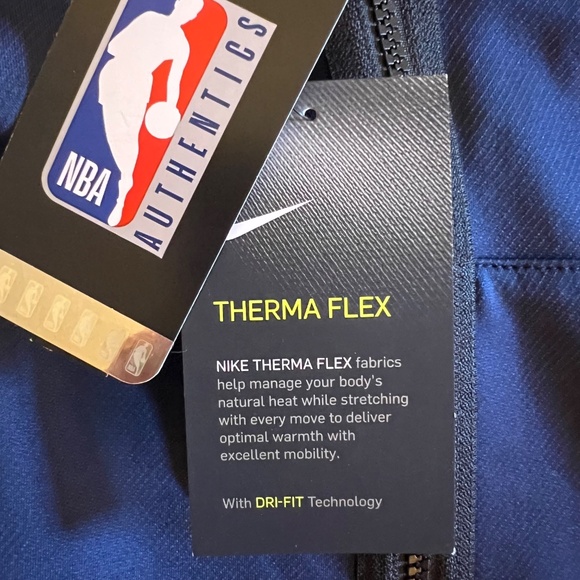 NBA
AUTHENTICS
THERMA FLEX
NIKE THERMA FLEX fabrics
help manage your body's
natural heat while stretching
with every move to deliver
optimal warmth with
excellent mobility.
With DRI-FIT Technology